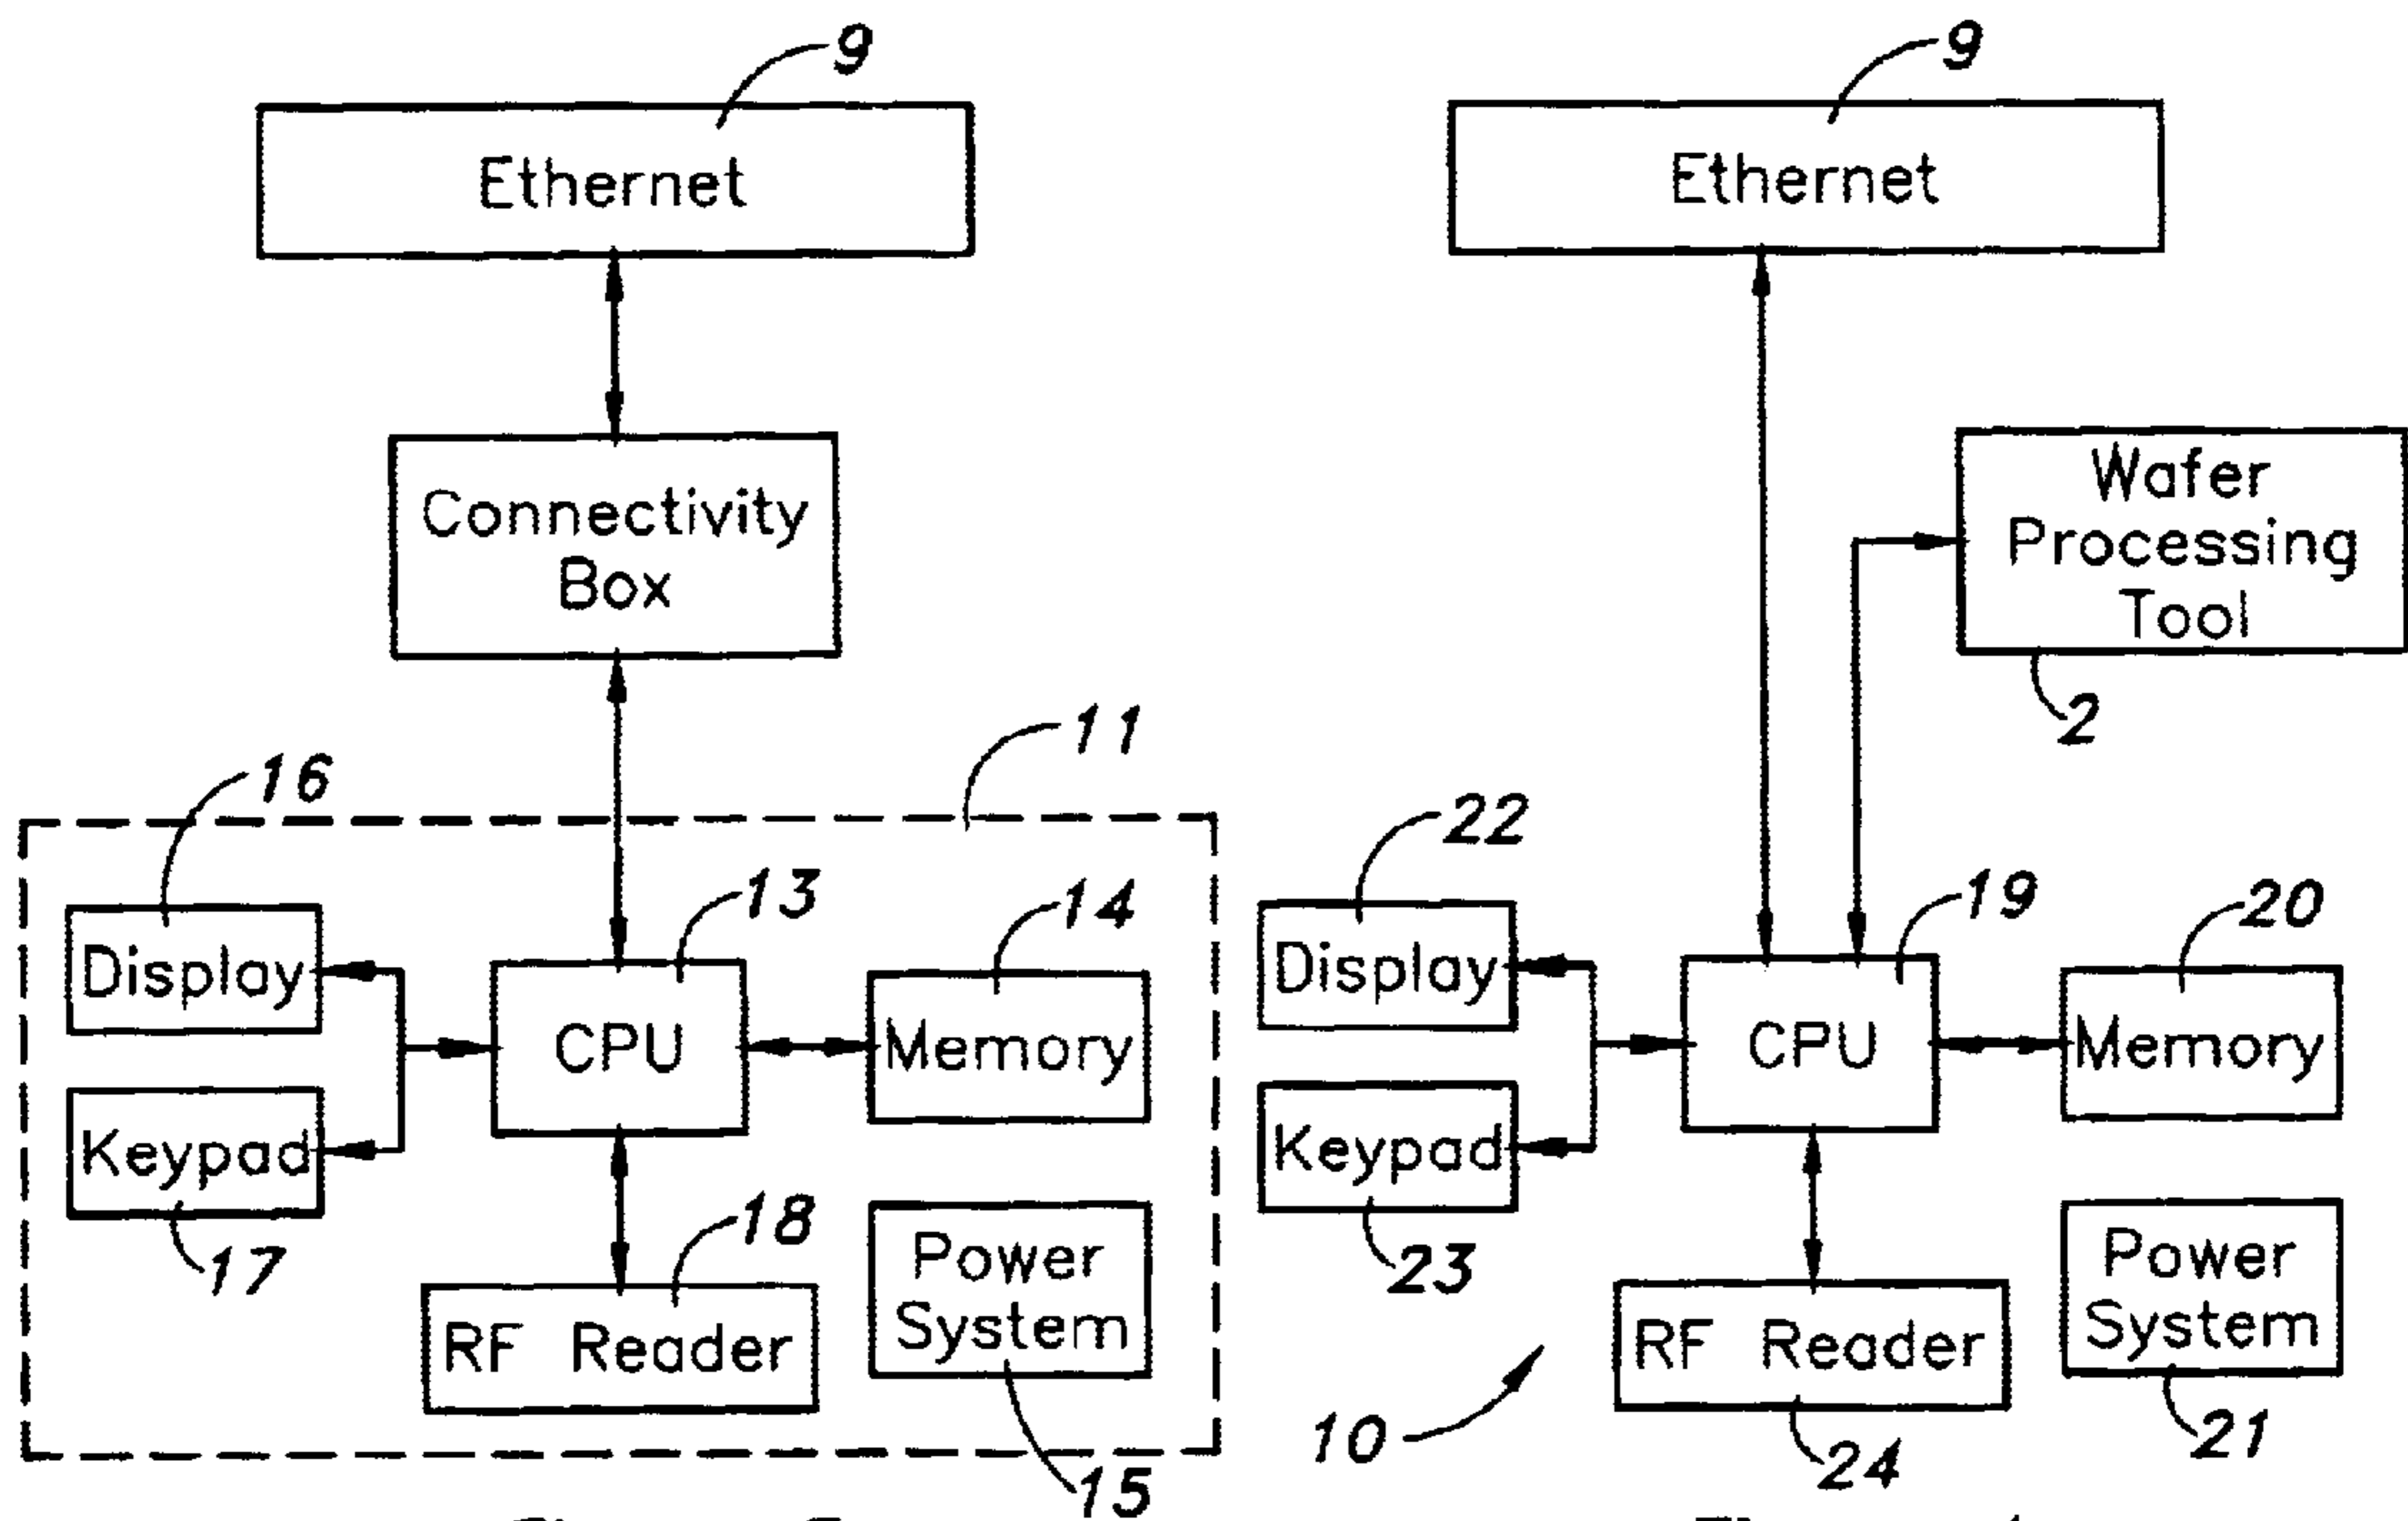 9
Ethernet
Connectivity
Box
11
16
13
14
Display
CPU
Memory
Keypad
17
18
RF Reader
Power
System
15
9
Ethernet
Wafer
Processing
Tool
2
22
19
20
Display
CPU
Memory
Keypad
23
RF Reader
24
Power
System
21
10